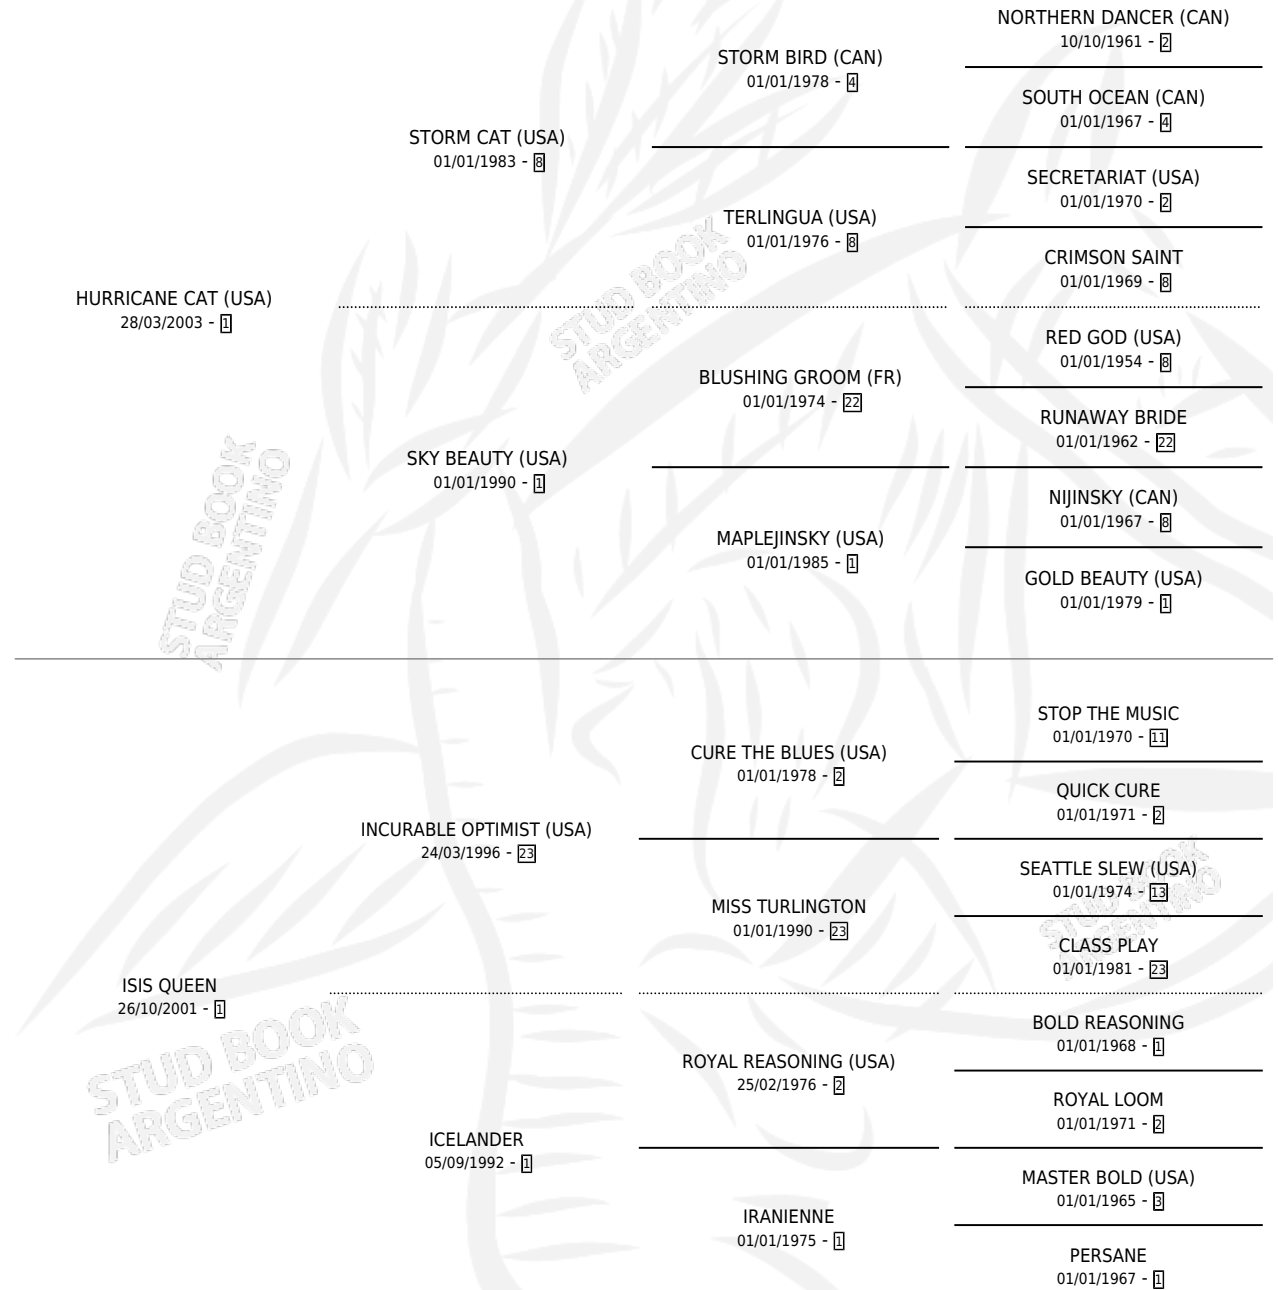 NORTHERN DANCER (CAN)
10/10/1961 - 2
STORM BIRD (CAN)
01/01/1978 - 4
SOUTH OCEAN (CAN)
01/01/1967 - 4
STORM CAT (USA)
01/01/1983 - 8
SECRETARIAT (USA)
01/01/1970 - 2
TERLINGUA (USA)
01/01/1976 - 8
CRIMSON SAINT
01/01/1969 - 8
HURRICANE CAT (USA)
28/03/2003 - 1
STUD BOOK
ARGENTINO
RED GOD (USA)
01/01/1954 - 8
BLUSHING GROOM (FR)
01/01/1974 - 22
RUNAWAY BRIDE
01/01/1962 - 22
SKY BEAUTY (USA)
01/01/1990 - 1
NIJINSKY (CAN)
01/01/1967 - 8
MAPLEJINSKY (USA)
01/01/1985 - 1
GOLD BEAUTY (USA)
01/01/1979 - 1
STUD BOOK
ARGENTINO
STOP THE MUSIC
01/01/1970 - 11
CURE THE BLUES (USA)
01/01/1978 - 2
QUICK CURE
01/01/1971 - 2
INCURABLE OPTIMIST (USA)
24/03/1996 - 23
SEATTLE SLEW (USA)
01/01/1974 - 13
MISS TURLINGTON
01/01/1990 - 23
STUD BOOK
ARGENTINO
CLASS PLAY
01/01/1981 - 23
ISIS QUEEN
26/10/2001 - 1
STUD BOOK
ARGENTINO
BOLD REASONING
01/01/1968 - 1
ROYAL REASONING (USA)
25/02/1976 - 2
ROYAL LOOM
01/01/1971 - 2
ICELANDER
05/09/1992 - 1
MASTER BOLD (USA)
01/01/1965 - 3
IRANIENNE
01/01/1975 - 1
PERSANE
01/01/1967 - 1